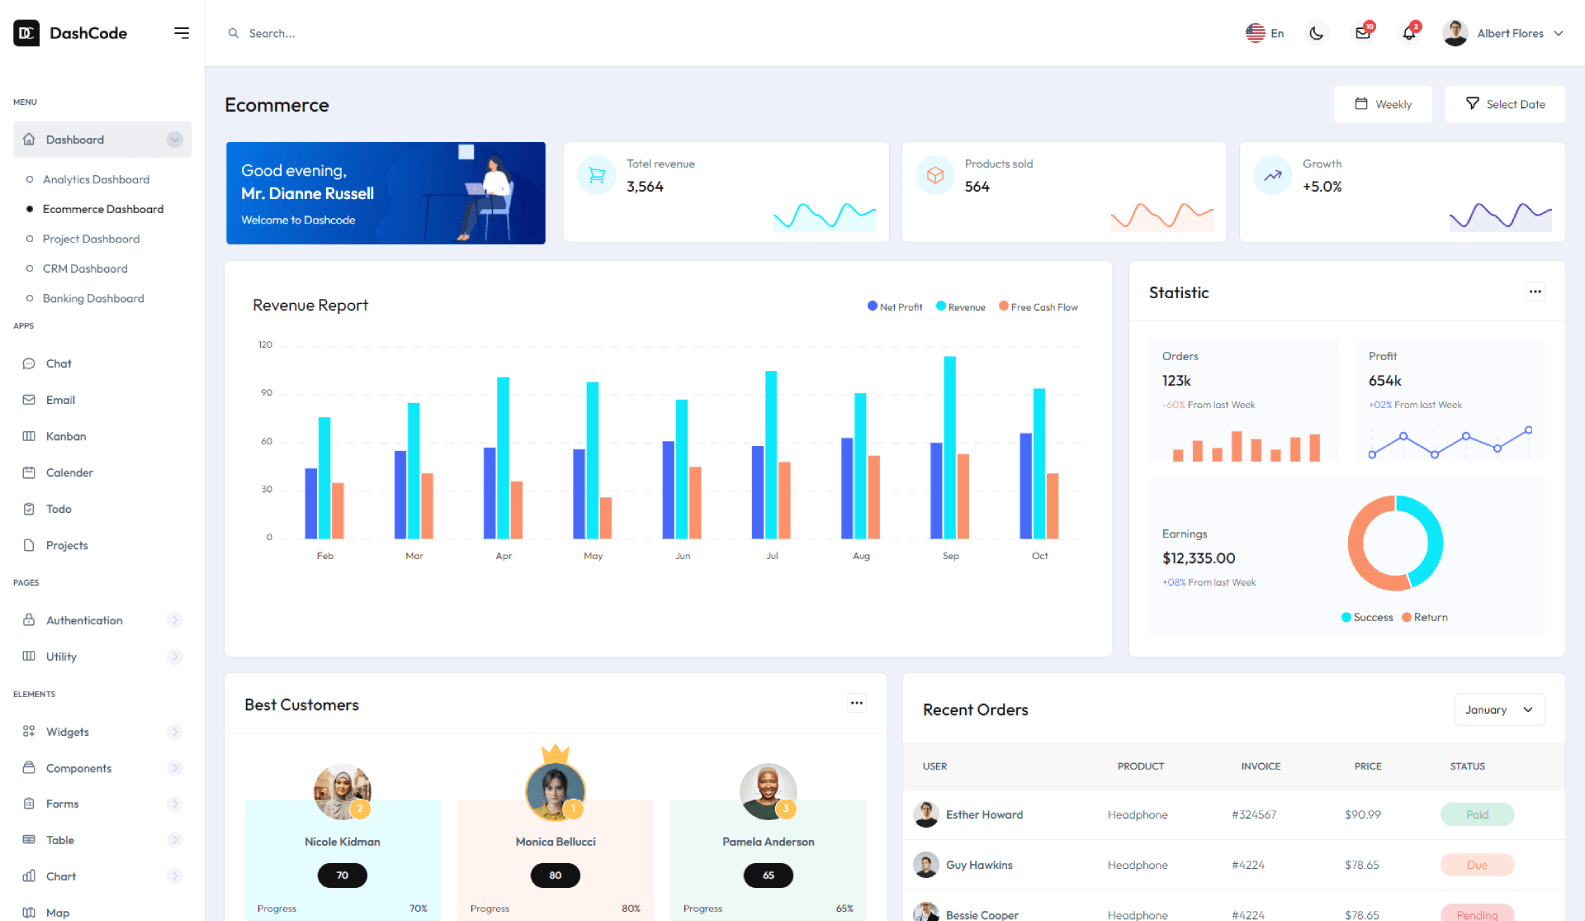 DC DashCode
Search...
En
10
2
Albert Flores
MENU
Dashboard
Analytics Dashboard
Ecommerce Dashboard
Project Dashbaord
CRM Dashbaord
Banking Dashboard
APPS
Chat
Email
Kanban
Calender
Todo
Projects
PAGES
Authentication
Utility
ELEMENTS
Widgets
Components
Forms
Table
Chart
Map
Ecommerce
Weekly
Select Date
Good evening,
Mr. Dianne Russell
Welcome to Dashcode
Totel revenue
3,564
Products sold
564
Growth
+5.0%
Revenue Report
Net Profit Revenue Free Cash Flow
120
90
60
30
0
Feb Mar Apr May Jun Jul Aug Sep Oct
Statistic
Orders
123k
-60% From last Week
Profit
654k
+02% From last Week
Earnings
$12,335.00
+08% From last Week
Success Return
Best Customers
2
Nicole Kidman
70
Progress 70%
1
Monica Bellucci
80
Progress 80%
3
Pamela Anderson
65
Progress 65%
Recent Orders
January
USER PRODUCT INVOICE PRICE STATUS
Esther Howard Headphone #324567 $90.99 Paid
Guy Hawkins Headphone #4224 $78.65 Due
Bessie Cooper Headphone #4224 $78.65 Pending